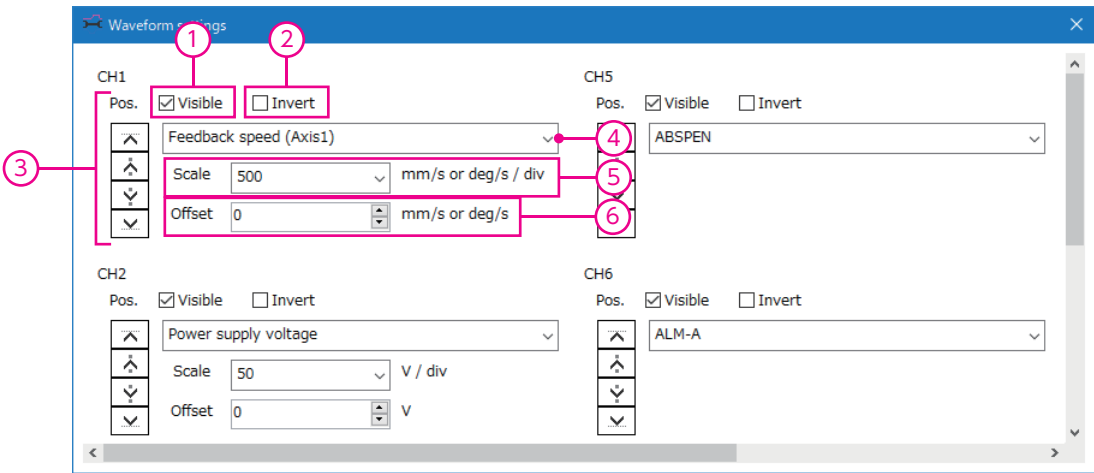 Waveform settings
1 2
CH1
Pos. Visible Invert
3
Feedback speed (Axis1) 4
Scale 500 mm/s or deg/s / div 5
Offset 0 mm/s or deg/s 6
CH5
Pos. Visible Invert
ABSPEN
CH2
Pos. Visible Invert
Power supply voltage
Scale 50 V / div
Offset 0 V
CH6
Pos. Visible Invert
ALM-A